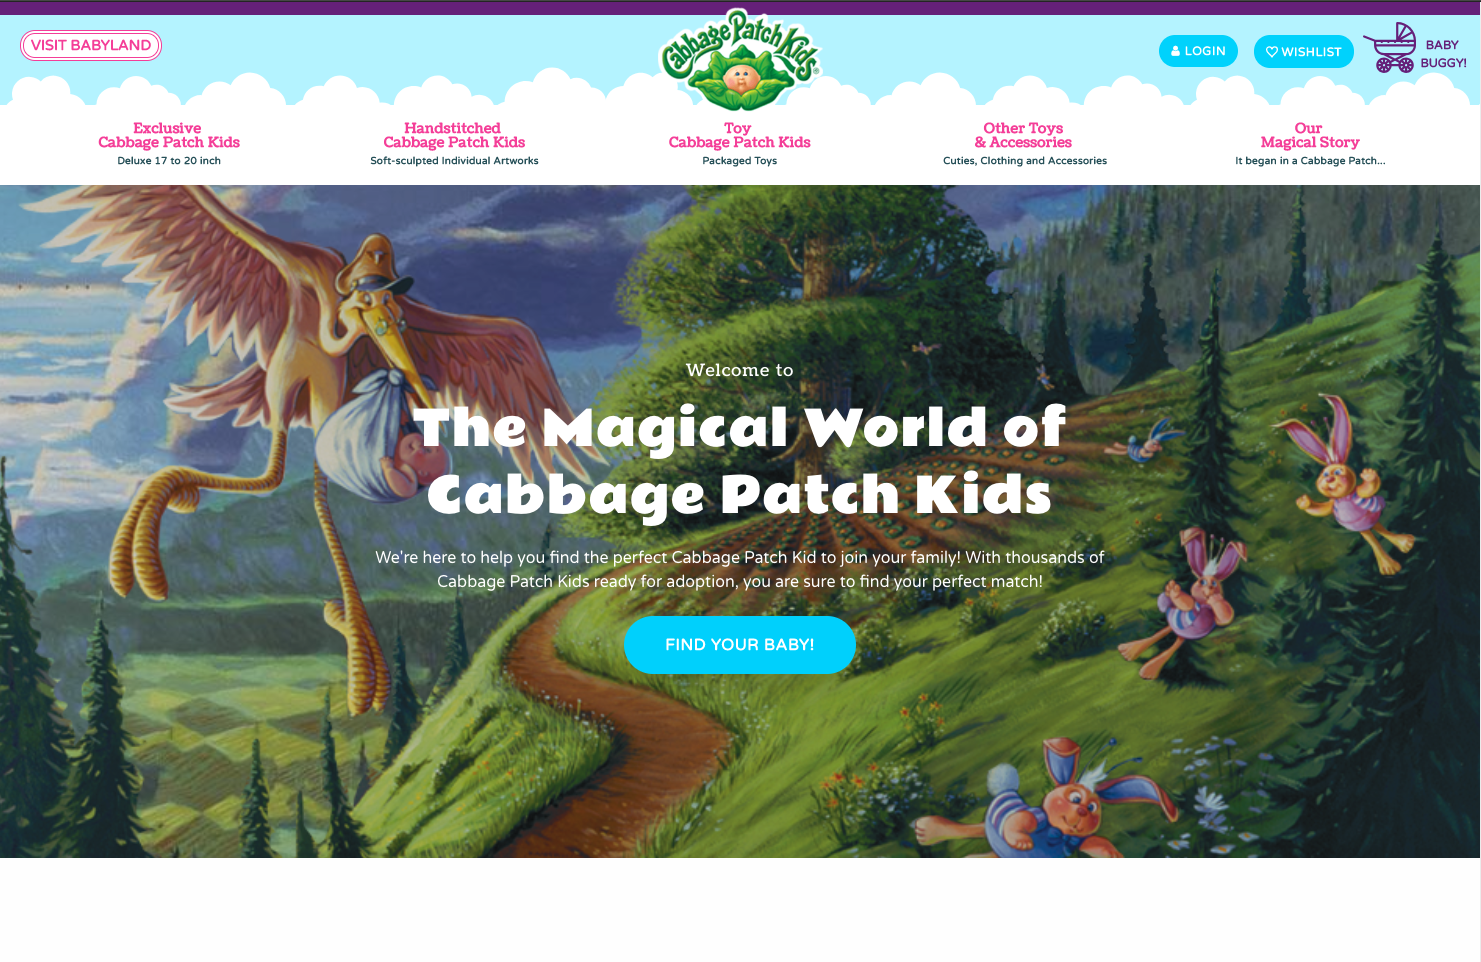 VISIT BABYLAND
Cabbage Patch Kids
LOGIN
WISHLIST
BABY
BUGGY!
Exclusive
Cabbage Patch Kids
Deluxe 17 to 20 inch
Handstitched
Cabbage Patch Kids
Soft-sculpted Individual Artworks
Toy
Cabbage Patch Kids
Packaged Toys
Other Toys
& Accessories
Cuties, Clothing and Accessories
Our
Magical Story
It began in a Cabbage Patch...
Welcome to
The Magical World of
Cabbage Patch Kids
We're here to help you find the perfect Cabbage Patch Kid to join your family! With thousands of
Cabbage Patch Kids ready for adoption, you are sure to find your perfect match!
FIND YOUR BABY!